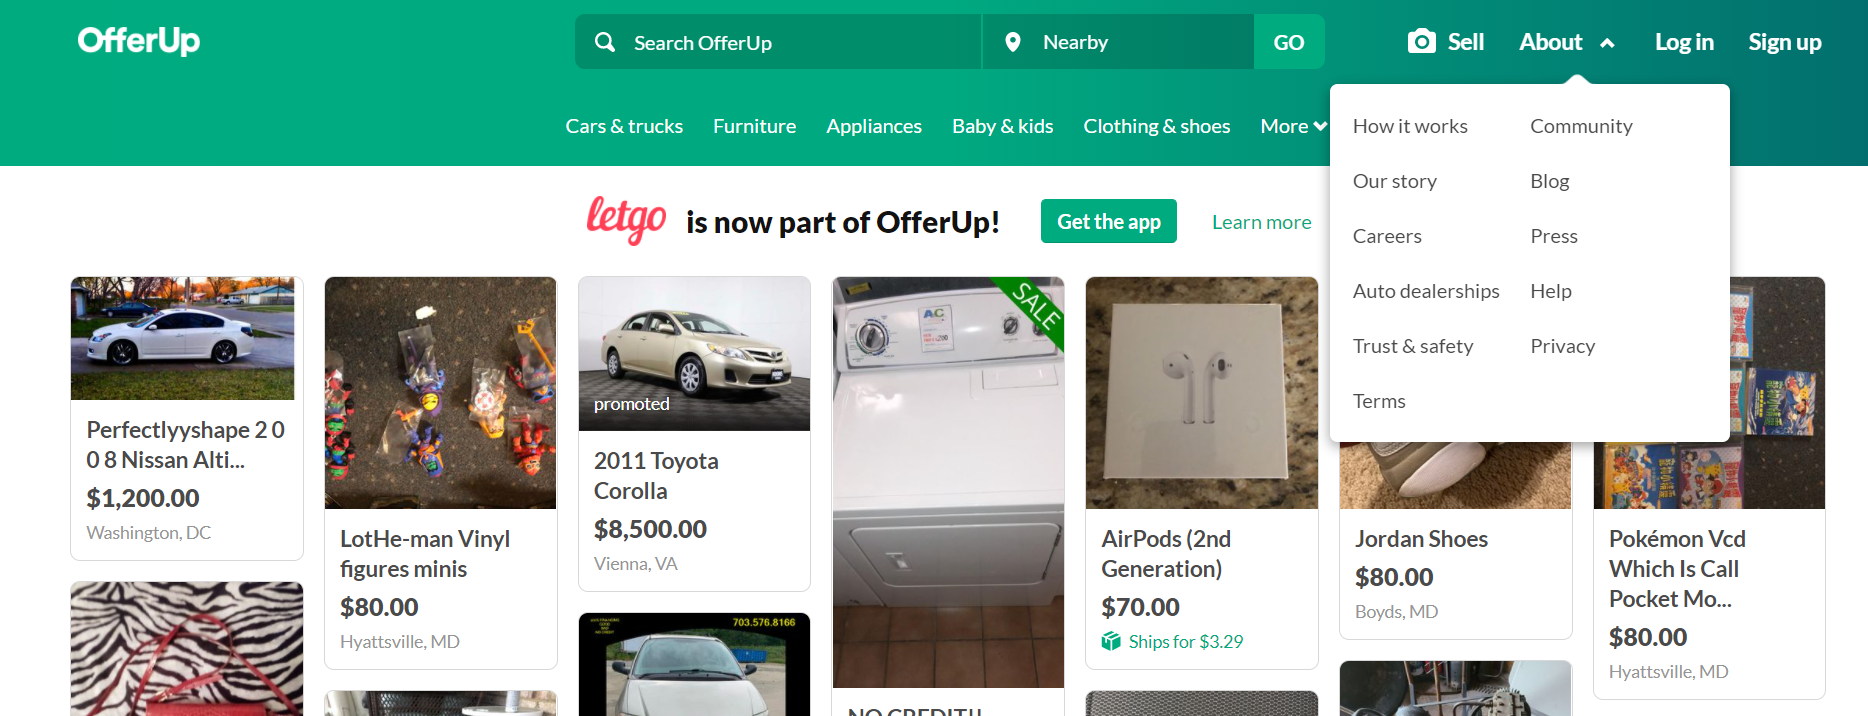 OfferUp
Search OfferUp
Nearby
GO
Sell
About
Log in
Sign up
Cars & trucks
Furniture
Appliances
Baby & kids
Clothing & shoes
More
How it works
Community
Our story
Blog
Careers
Press
Auto dealerships
Help
Trust & safety
Privacy
Terms
letgo is now part of OfferUp!
Get the app
Learn more
Perfectlyyshape 2 0
0 8 Nissan Alti...
$1,200.00
Washington, DC
LotHe-man Vinyl
figures minis
$80.00
Hyattsville, MD
promoted
2011 Toyota
Corolla
$8,500.00
Vienna, VA
703.576.8166
SALE
AC
NO CREDIT!!
AirPods (2nd
Generation)
$70.00
Ships for $3.29
Jordan Shoes
$80.00
Boyds, MD
Pokémon Vcd
Which Is Call
Pocket Mo...
$80.00
Hyattsville, MD